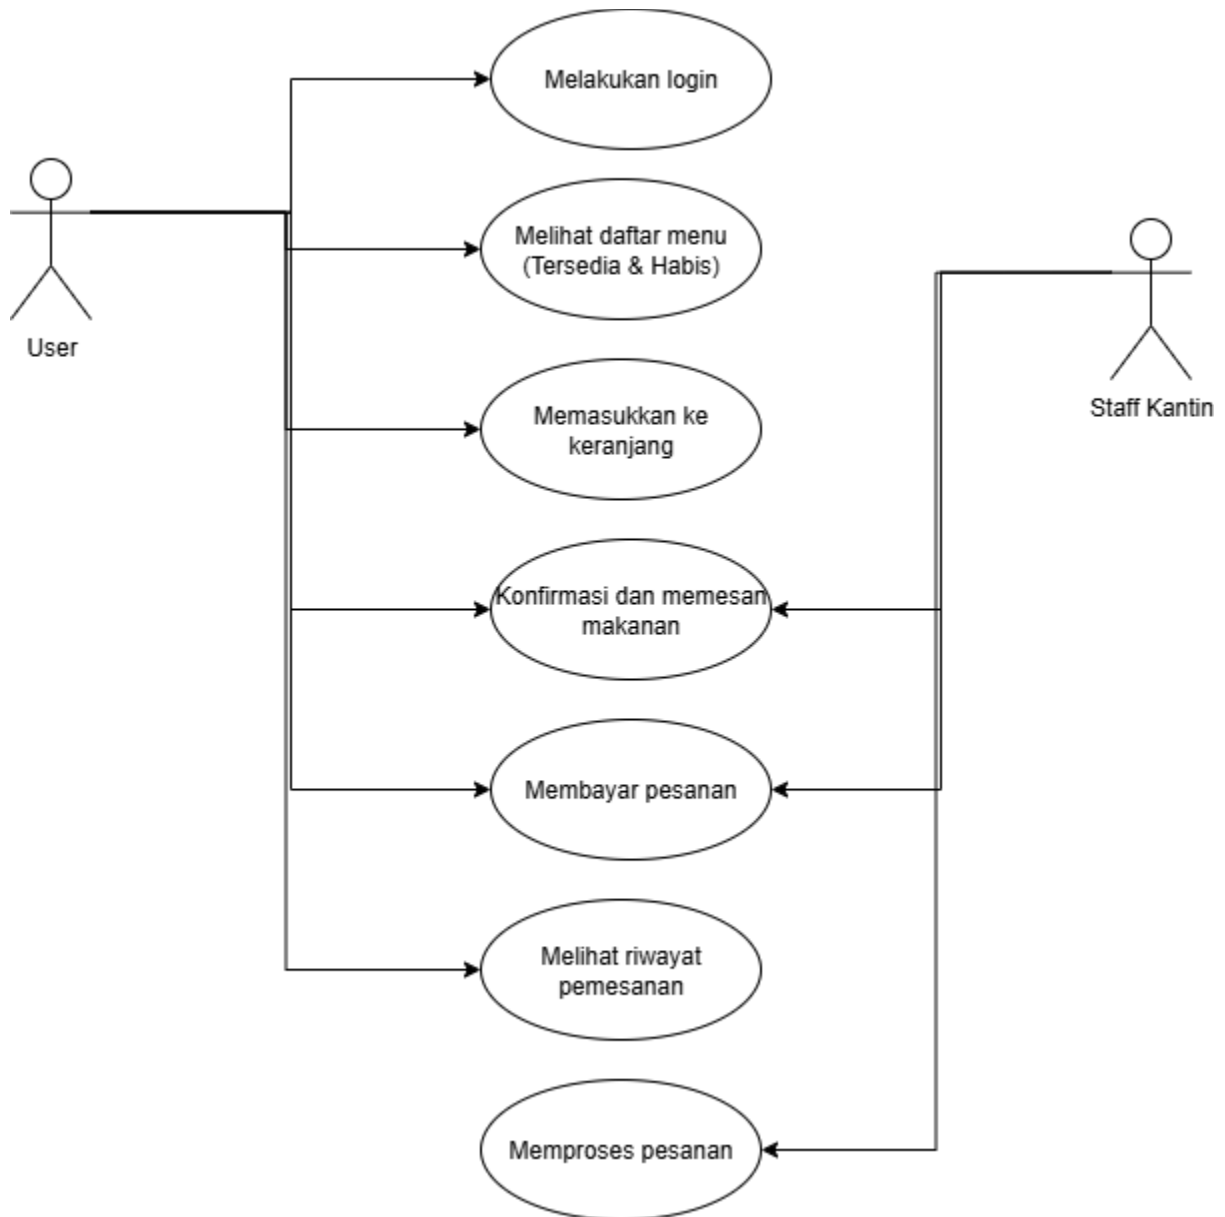 Melakukan login
Melihat daftar menu
(Tersedia & Habis)
User
Staff Kantin
Memasukkan ke
keranjang
Konfirmasi dan memesan
makanan
Membayar pesanan
Melihat riwayat
pemesanan
Memproses pesanan